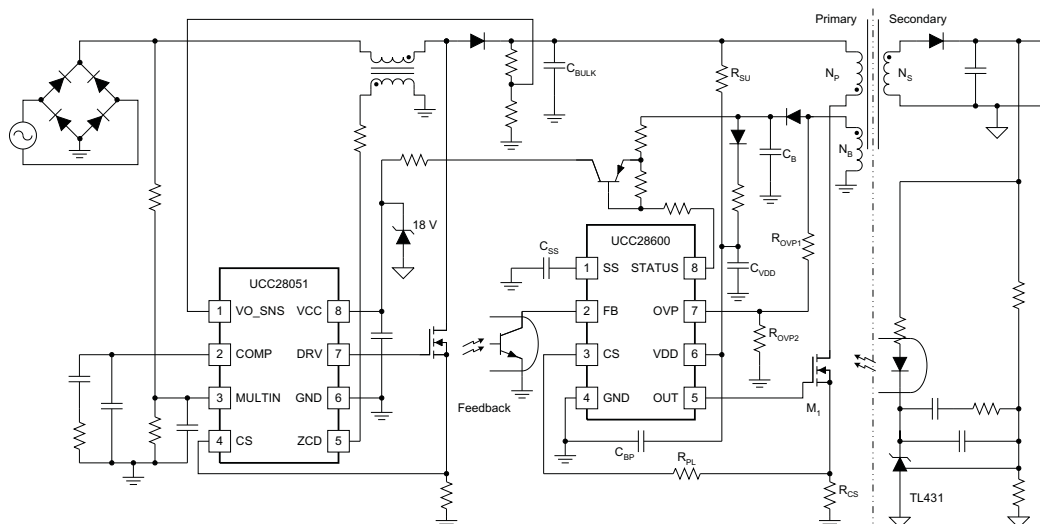 Primary
Secondary
C_BULK
R_SU
N_P
N_S
C_B
N_B
18 V
C_SS
UCC28600
C_VDD
R_OVP1
1 SS STATUS 8
UCC28051
1 VO_SNS VCC 8
2 FB OVP 7
R_OVP2
2 COMP DRV 7
3 CS VDD 6
3 MULTIN GND 6
Feedback
4 GND OUT 5
M_1
4 CS ZCD 5
C_BP
R_PL
R_CS
TL431